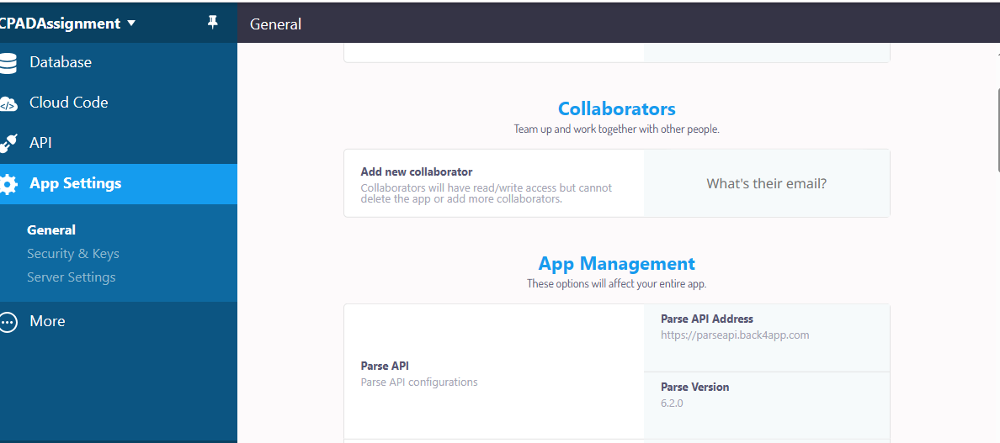 CPADAssignment
General
Database
Cloud Code
API
App Settings
General
Security & Keys
Server Settings
More
Collaborators
Team up and work together with other people.
Add new collaborator
Collaborators will have read/write access but cannot
delete the app or add more collaborators.
What's their email?
App Management
These options will affect your entire app.
Parse API
Parse API configurations
Parse API Address
https://parseapi.back4app.com
Parse Version
6.2.0